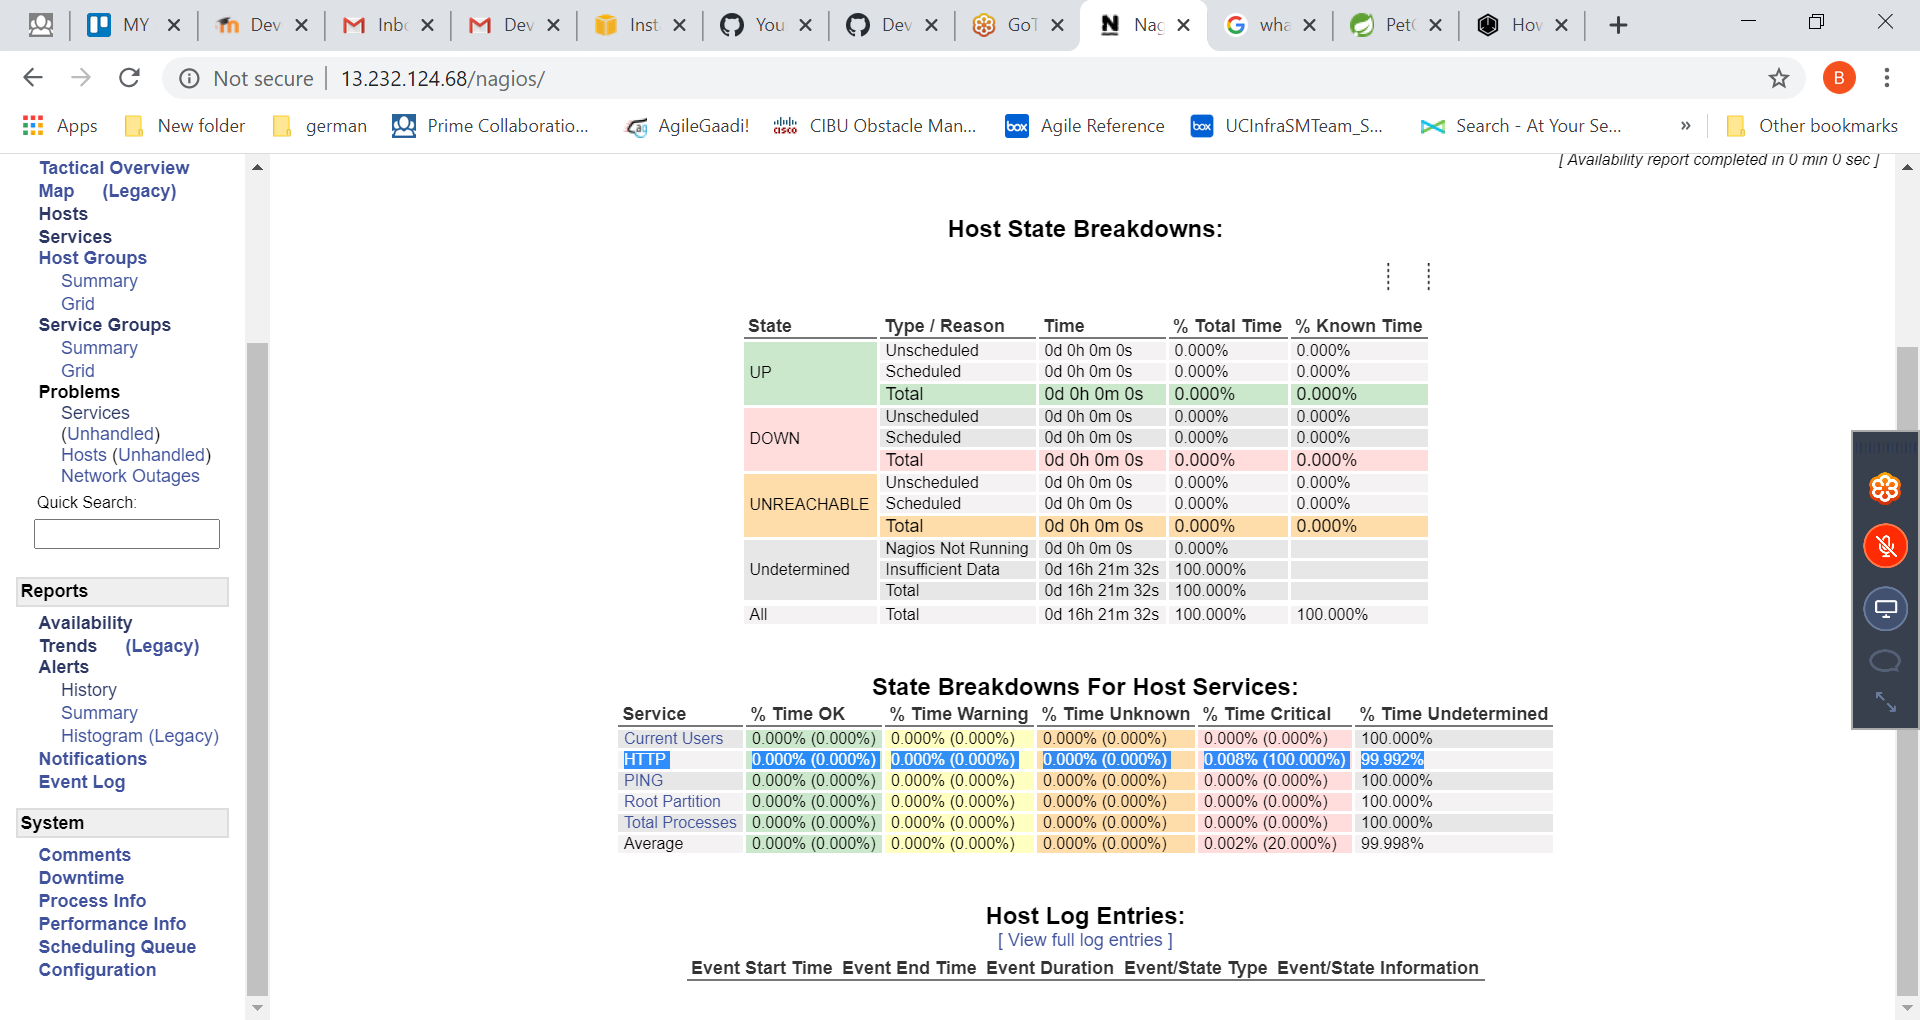 MY
Dev
Inb
Dev
Inst
You
Dev
GoT
Nag
wha
Pet
How
Not secure
13.232.124.68/nagios/
B
Apps
New folder
german
Prime Collaboratio...
AgileGaadi!
CIBU Obstacle Man...
Agile Reference
UCInfraSMTeam_S...
Search - At Your Se...
»
Other bookmarks
Tactical Overview
Map (Legacy)
Hosts
Services
Host Groups
Summary
Grid
Service Groups
Summary
Grid
Problems
Services
(Unhandled)
Hosts (Unhandled)
Network Outages
Quick Search:
Reports
Availability
Trends (Legacy)
Alerts
History
Summary
Histogram (Legacy)
Notifications
Event Log
System
Comments
Downtime
Process Info
Performance Info
Scheduling Queue
Configuration
[ Availability report completed in 0 min 0 sec ]
Host State Breakdowns:
State Type / Reason Time % Total Time % Known Time
UP
Unscheduled 0d 0h 0m 0s 0.000% 0.000%
Scheduled 0d 0h 0m 0s 0.000% 0.000%
Total 0d 0h 0m 0s 0.000% 0.000%
DOWN
Unscheduled 0d 0h 0m 0s 0.000% 0.000%
Scheduled 0d 0h 0m 0s 0.000% 0.000%
Total 0d 0h 0m 0s 0.000% 0.000%
UNREACHABLE
Unscheduled 0d 0h 0m 0s 0.000% 0.000%
Scheduled 0d 0h 0m 0s 0.000% 0.000%
Total 0d 0h 0m 0s 0.000% 0.000%
Undetermined
Nagios Not Running 0d 0h 0m 0s 0.000%
Insufficient Data 0d 16h 21m 32s 100.000%
Total 0d 16h 21m 32s 100.000%
All Total 0d 16h 21m 32s 100.000% 100.000%
State Breakdowns For Host Services:
Service % Time OK % Time Warning % Time Unknown % Time Critical % Time Undetermined
Current Users 0.000% (0.000%) 0.000% (0.000%) 0.000% (0.000%) 0.000% (0.000%) 100.000%
HTTP 0.000% (0.000%) 0.000% (0.000%) 0.000% (0.000%) 0.008% (100.000%) 99.992%
PING 0.000% (0.000%) 0.000% (0.000%) 0.000% (0.000%) 0.000% (0.000%) 100.000%
Root Partition 0.000% (0.000%) 0.000% (0.000%) 0.000% (0.000%) 0.000% (0.000%) 100.000%
Total Processes 0.000% (0.000%) 0.000% (0.000%) 0.000% (0.000%) 0.000% (0.000%) 100.000%
Average 0.000% (0.000%) 0.000% (0.000%) 0.000% (0.000%) 0.002% (20.000%) 99.998%
Host Log Entries:
[ View full log entries ]
Event Start Time Event End Time Event Duration Event/State Type Event/State Information